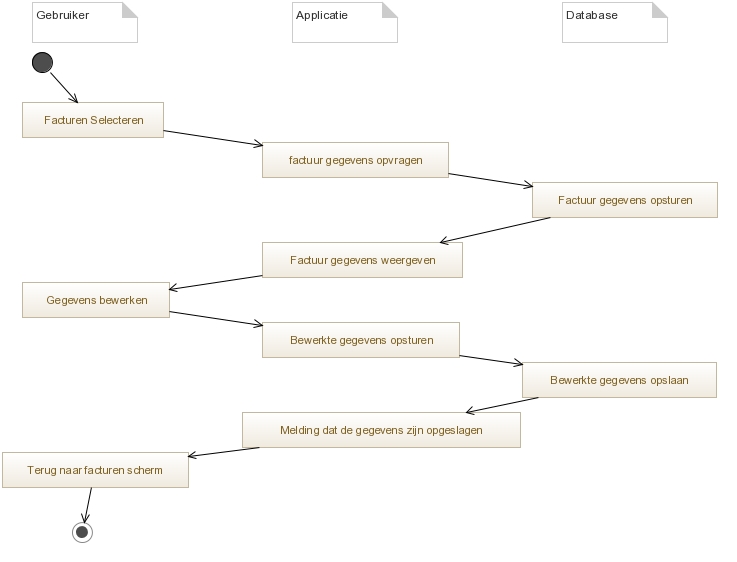 Gebruiker
Applicatie
Database
Facturen Selecteren
factuur gegevens opvragen
Factuur gegevens opsturen
Factuur gegevens weergeven
Gegevens bewerken
Bewerkte gegevens opsturen
Bewerkte gegevens opslaan
Melding dat de gegevens zijn opgeslagen
Terug naar facturen scherm